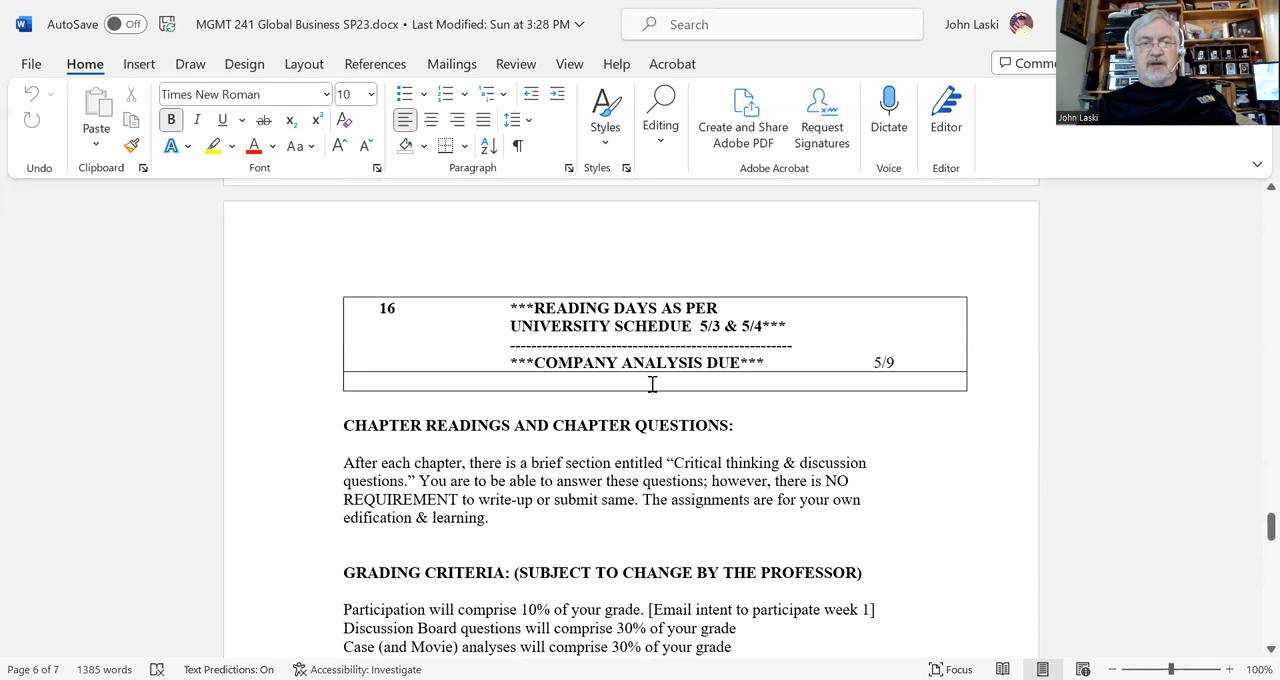 AutoSave Off MGMT 241 Global Business SP23.docx • Last Modified: Sun at 3:28 PM Search John Laski
File Home Insert Draw Design Layout References Mailings Review View Help Acrobat Comme
Times New Roman 10
Paste Styles Editing Create and Share Adobe PDF Request Signatures Dictate Editor
Undo Clipboard Font Paragraph Styles Adobe Acrobat Voice Editor
John Laski
16 ***READING DAYS AS PER
UNIVERSITY SCHEDUE 5/3 & 5/4***
-----------------------------------------------------
***COMPANY ANALYSIS DUE*** 5/9
CHAPTER READINGS AND CHAPTER QUESTIONS:
After each chapter, there is a brief section entitled “Critical thinking & discussion
questions.” You are to be able to answer these questions; however, there is NO
REQUIREMENT to write-up or submit same. The assignments are for your own
edification & learning.
GRADING CRITERIA: (SUBJECT TO CHANGE BY THE PROFESSOR)
Participation will comprise 10% of your grade. [Email intent to participate week 1]
Discussion Board questions will comprise 30% of your grade
Case (and Movie) analyses will comprise 30% of your grade
Page 6 of 7 1385 words Text Predictions: On Accessibility: Investigate Focus 100%